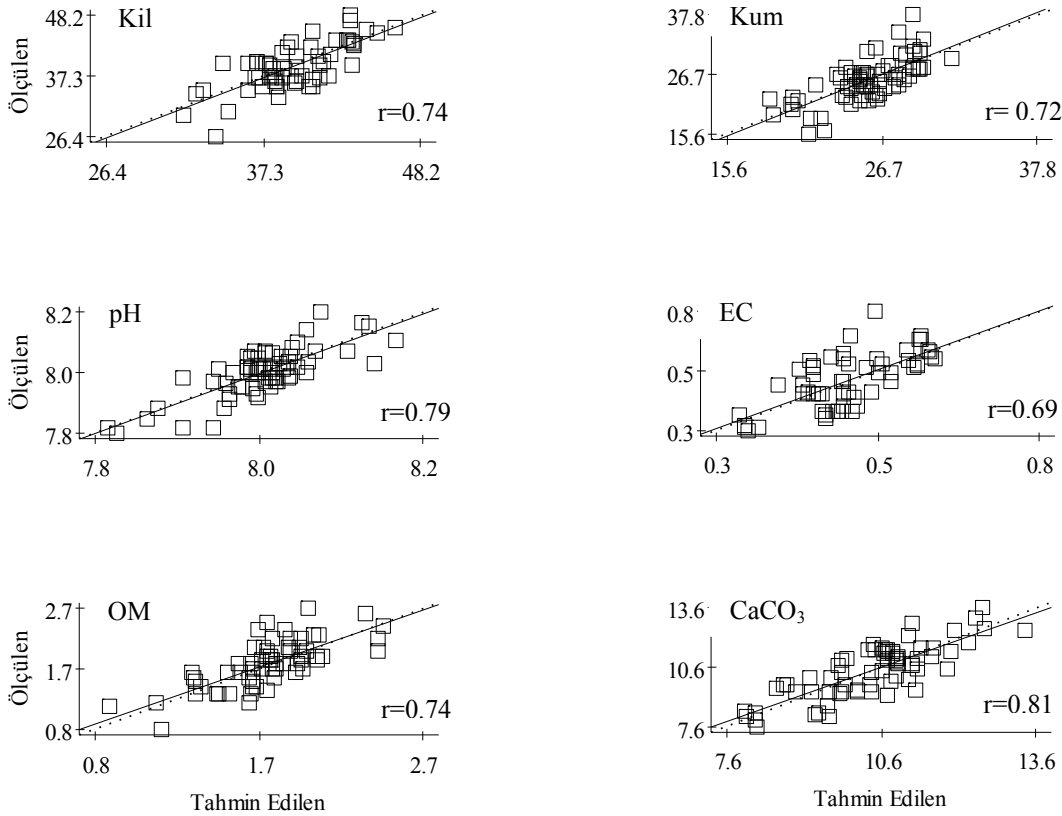 Kil
Ölçülen
48.2
37.3
26.4
r=0.74
26.4 37.3 48.2
Kum
37.8
26.7
15.6
r= 0.72
15.6 26.7 37.8
pH
Ölçülen
8.2
8.0
7.8
r=0.79
7.8 8.0 8.2
EC
0.8
0.5
0.3
r=0.69
0.3 0.5 0.8
OM
Ölçülen
2.7
1.7
0.8
r=0.74
0.8 1.7 2.7
Tahmin Edilen
CaCO₃
13.6
10.6
7.6
r=0.81
7.6 10.6 13.6
Tahmin Edilen